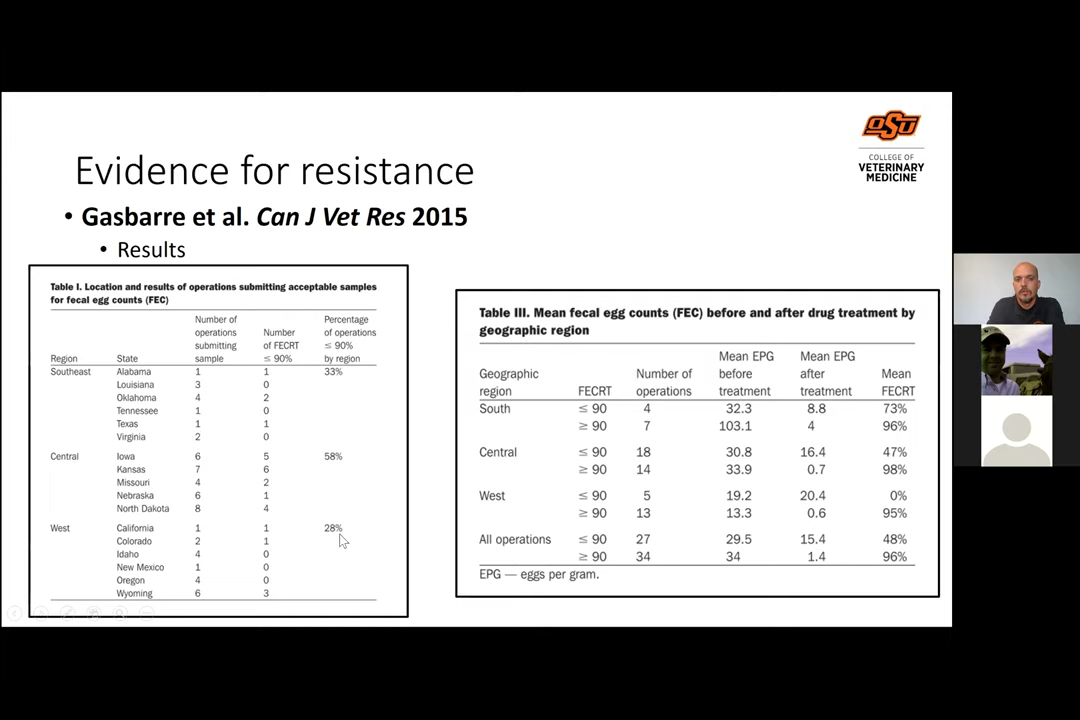 OSU
COLLEGE OF
VETERINARY
MEDICINE
Evidence for resistance
• Gasbarre et al. Can J Vet Res 2015
• Results
Table I. Location and results of operations submitting acceptable samples
for fecal egg counts (FEC)
Number of Percentage
operations Number of operations
submitting of FECRT ≤ 90%
Region State sample ≤ 90% by region
Southeast Alabama 1 1 33%
Louisiana 3 0
Oklahoma 4 2
Tennessee 1 0
Texas 1 1
Virginia 2 0
Central Iowa 6 5 58%
Kansas 7 6
Missouri 4 2
Nebraska 6 1
North Dakota 8 4
West California 1 1 28%
Colorado 2 1
Idaho 4 0
New Mexico 1 0
Oregon 4 0
Wyoming 6 3
Table III. Mean fecal egg counts (FEC) before and after drug treatment by
geographic region
Mean EPG Mean EPG
Geographic Number of before after Mean
region FECRT operations treatment treatment FECRT
South ≤ 90 4 32.3 8.8 73%
≥ 90 7 103.1 4 96%
Central ≤ 90 18 30.8 16.4 47%
≥ 90 14 33.9 0.7 98%
West ≤ 90 5 19.2 20.4 0%
≥ 90 13 13.3 0.6 95%
All operations ≤ 90 27 29.5 15.4 48%
≥ 90 34 34 1.4 96%
EPG — eggs per gram.